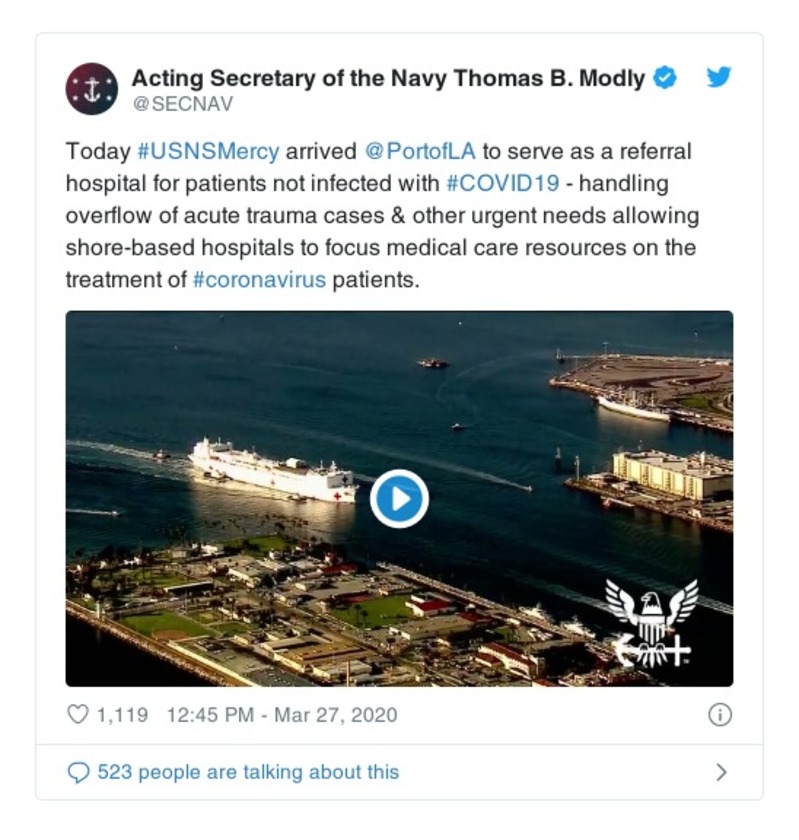 Acting Secretary of the Navy Thomas B. Modly
@SECNAV
Today #USNSMercy arrived @PortofLA to serve as a referral
hospital for patients not infected with #COVID19 - handling
overflow of acute trauma cases & other urgent needs allowing
shore-based hospitals to focus medical care resources on the
treatment of #coronavirus patients.
1,119 12:45 PM - Mar 27, 2020
523 people are talking about this